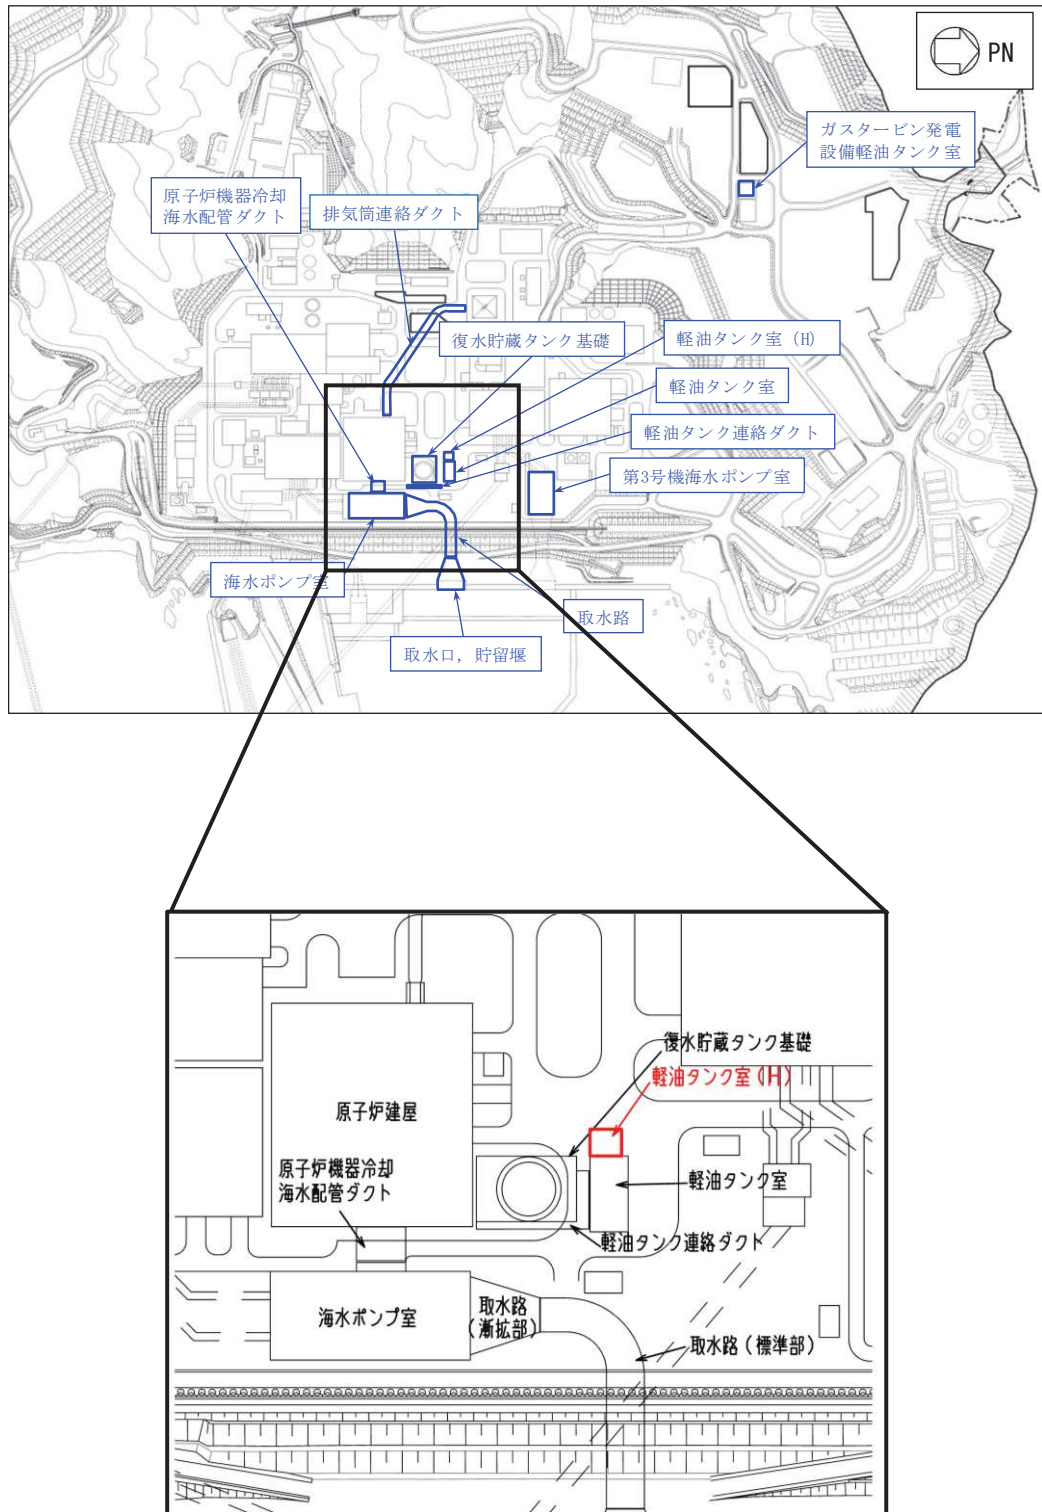 PN
ガスタービン発電
設備軽油タンク室
原子炉機器冷却
海水配管ダクト
排気筒連絡ダクト
復水貯蔵タンク基礎
軽油タンク室 (H)
軽油タンク室
軽油タンク連絡ダクト
第3号機海水ポンプ室
海水ポンプ室
取水路
取水口，貯留堰
復水貯蔵タンク基礎
軽油タンク室(H)
原子炉建屋
原子炉機器冷却
海水配管ダクト
軽油タンク室
軽油タンク連絡ダクト
海水ポンプ室
取水路
(漸拡部)
取水路(標準部)